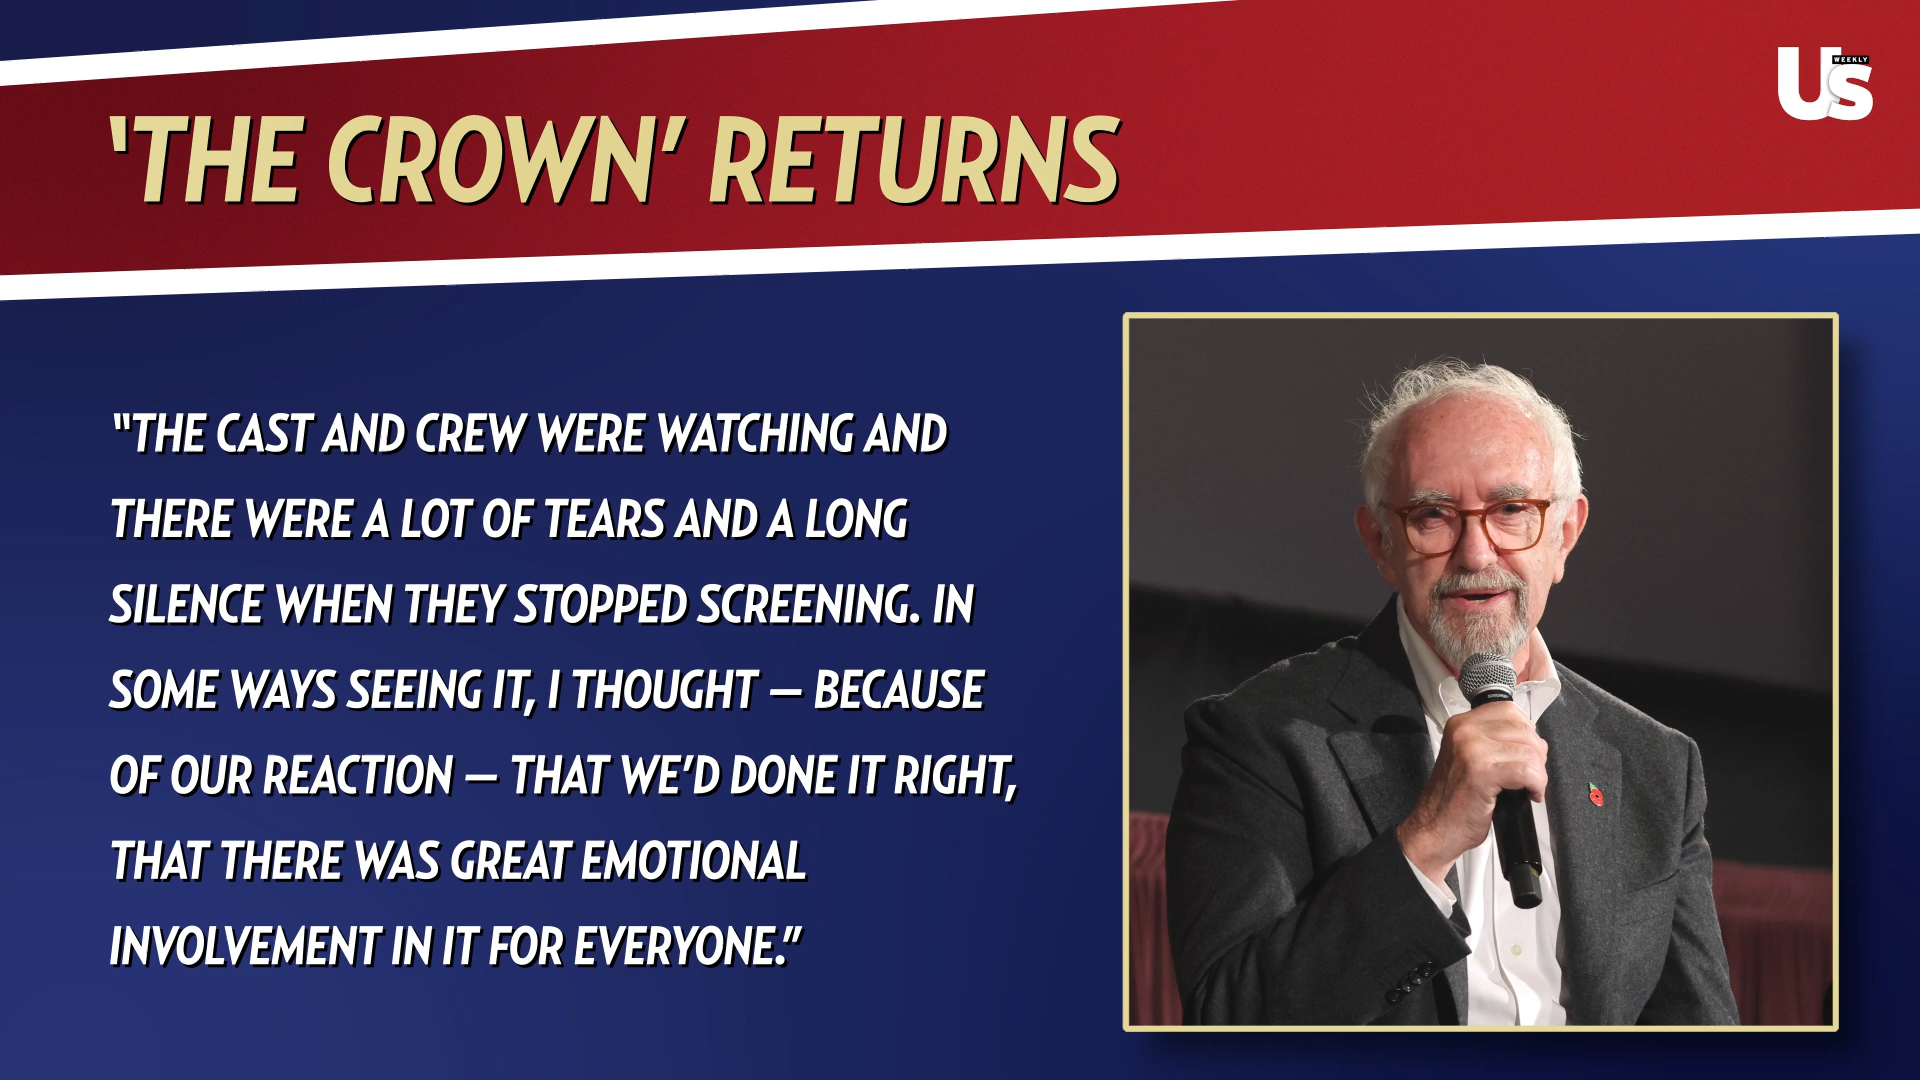 ‘THE CROWN’ RETURNS
Us
WEEKLY
“THE CAST AND CREW WERE WATCHING AND
THERE WERE A LOT OF TEARS AND A LONG
SILENCE WHEN THEY STOPPED SCREENING. IN
SOME WAYS SEEING IT, I THOUGHT — BECAUSE
OF OUR REACTION — THAT WE’D DONE IT RIGHT,
THAT THERE WAS GREAT EMOTIONAL
INVOLVEMENT IN IT FOR EVERYONE.”